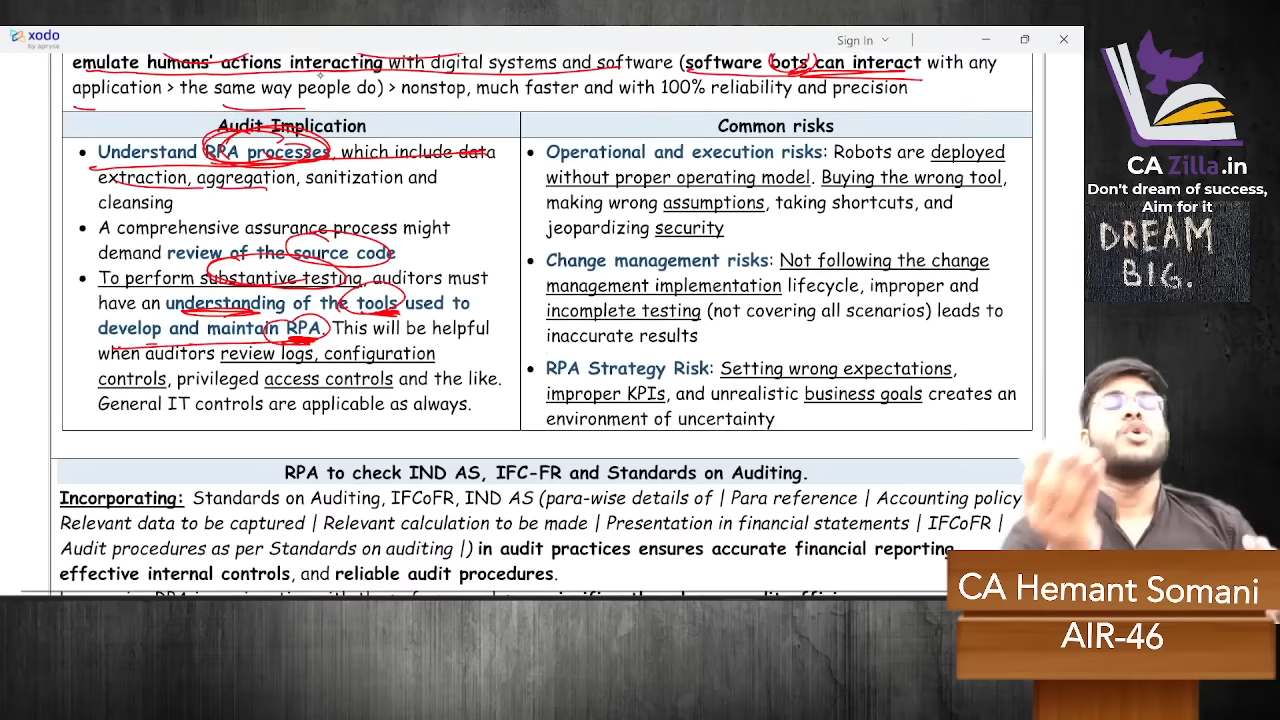 xodo
by apryse
Sign In
emulate humans' actions interacting with digital systems and software (software bots can interact with any
application > the same way people do) > nonstop, much faster and with 100% reliability and precision
Audit Implication
• Understand RPA processes, which include data
extraction, aggregation, sanitization and
cleansing
• A comprehensive assurance process might
demand review of the source code
• To perform substantive testing, auditors must
have an understanding of the tools used to
develop and maintain RPA. This will be helpful
when auditors review logs, configuration
controls, privileged access controls and the like.
General IT controls are applicable as always.
Common risks
• Operational and execution risks: Robots are deployed
without proper operating model. Buying the wrong tool,
making wrong assumptions, taking shortcuts, and
jeopardizing security
• Change management risks: Not following the change
management implementation lifecycle, improper and
incomplete testing (not covering all scenarios) leads to
inaccurate results
• RPA Strategy Risk: Setting wrong expectations,
improper KPIs, and unrealistic business goals creates an
environment of uncertainty
RPA to check IND AS, IFC-FR and Standards on Auditing.
Incorporating: Standards on Auditing, IFCoFR, IND AS (para-wise details of | Para reference | Accounting policy
Relevant data to be captured | Relevant calculation to be made | Presentation in financial statements | IFCoFR |
Audit procedures as per Standards on auditing |) in audit practices ensures accurate financial reporting
effective internal controls, and reliable audit procedures.
CA Zilla.in
Don't dream of success,
Aim for it
DREAM
BIG.
CA Hemant Somani
AIR-46